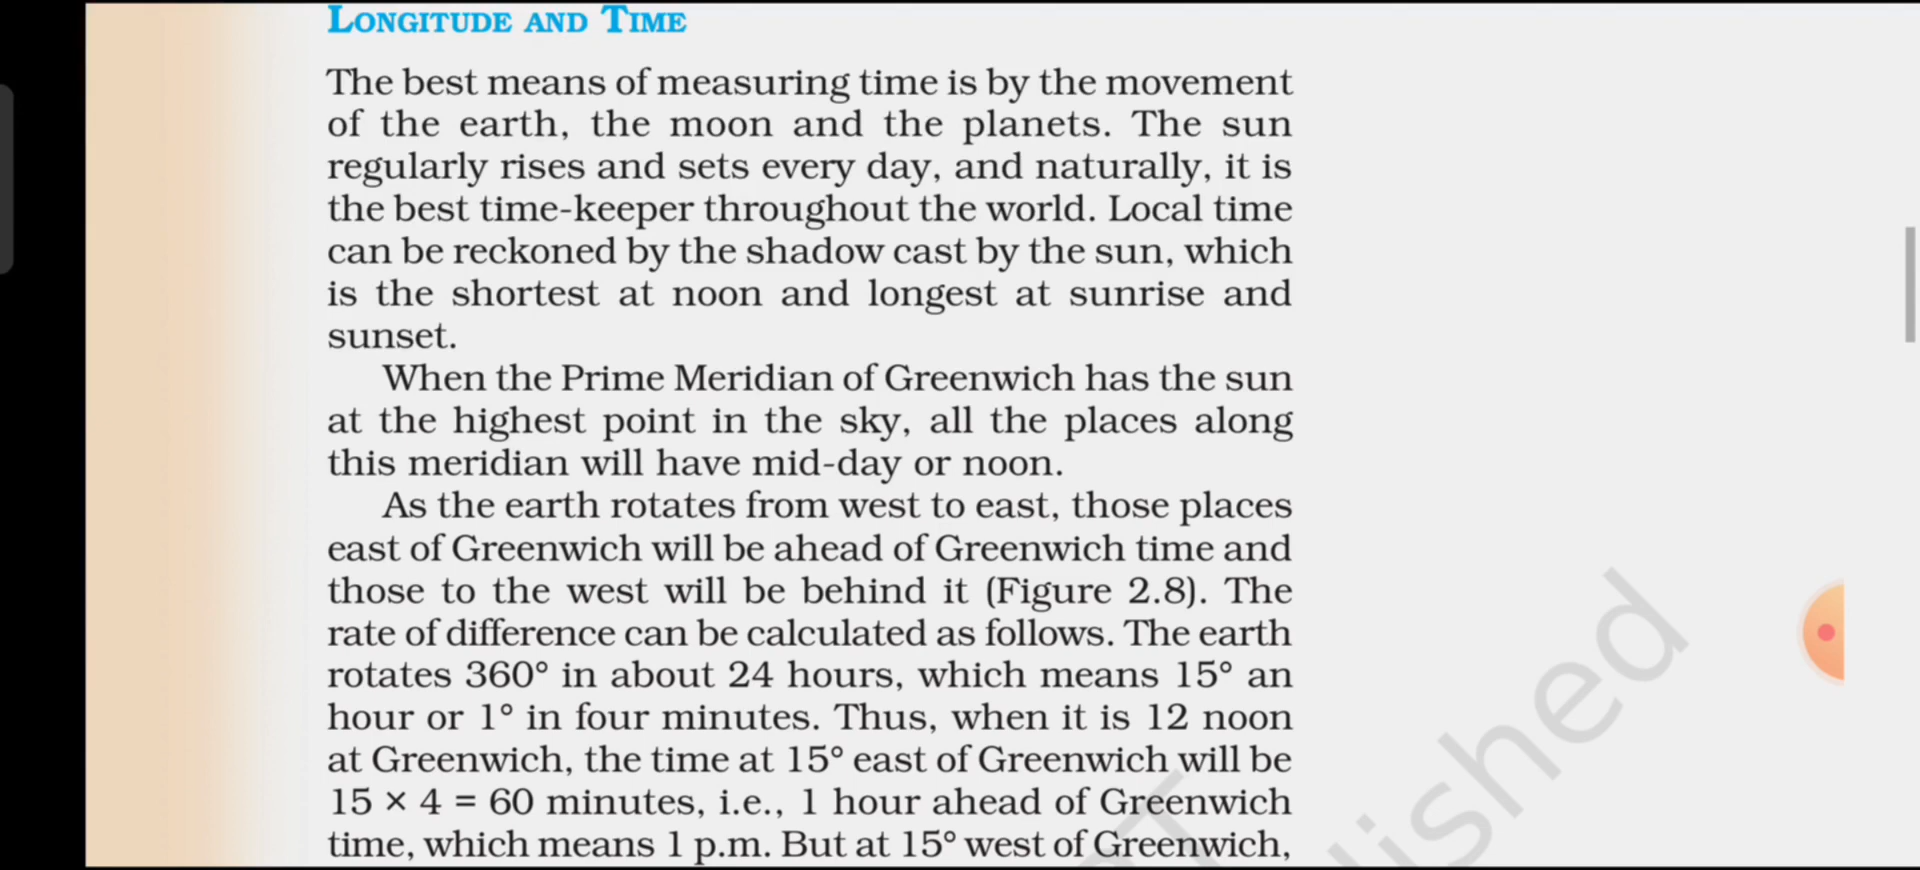 LONGITUDE AND TIME
The best means of measuring time is by the movement
of the earth, the moon and the planets. The sun
regularly rises and sets every day, and naturally, it is
the best time-keeper throughout the world. Local time
can be reckoned by the shadow cast by the sun, which
is the shortest at noon and longest at sunrise and
sunset.
When the Prime Meridian of Greenwich has the sun
at the highest point in the sky, all the places along
this meridian will have mid-day or noon.
As the earth rotates from west to east, those places
east of Greenwich will be ahead of Greenwich time and
those to the west will be behind it (Figure 2.8). The
rate of difference can be calculated as follows. The earth
rotates 360° in about 24 hours, which means 15° an
hour or 1° in four minutes. Thus, when it is 12 noon
at Greenwich, the time at 15° east of Greenwich will be
15 × 4 = 60 minutes, i.e., 1 hour ahead of Greenwich
time, which means 1 p.m. But at 15° west of Greenwich,